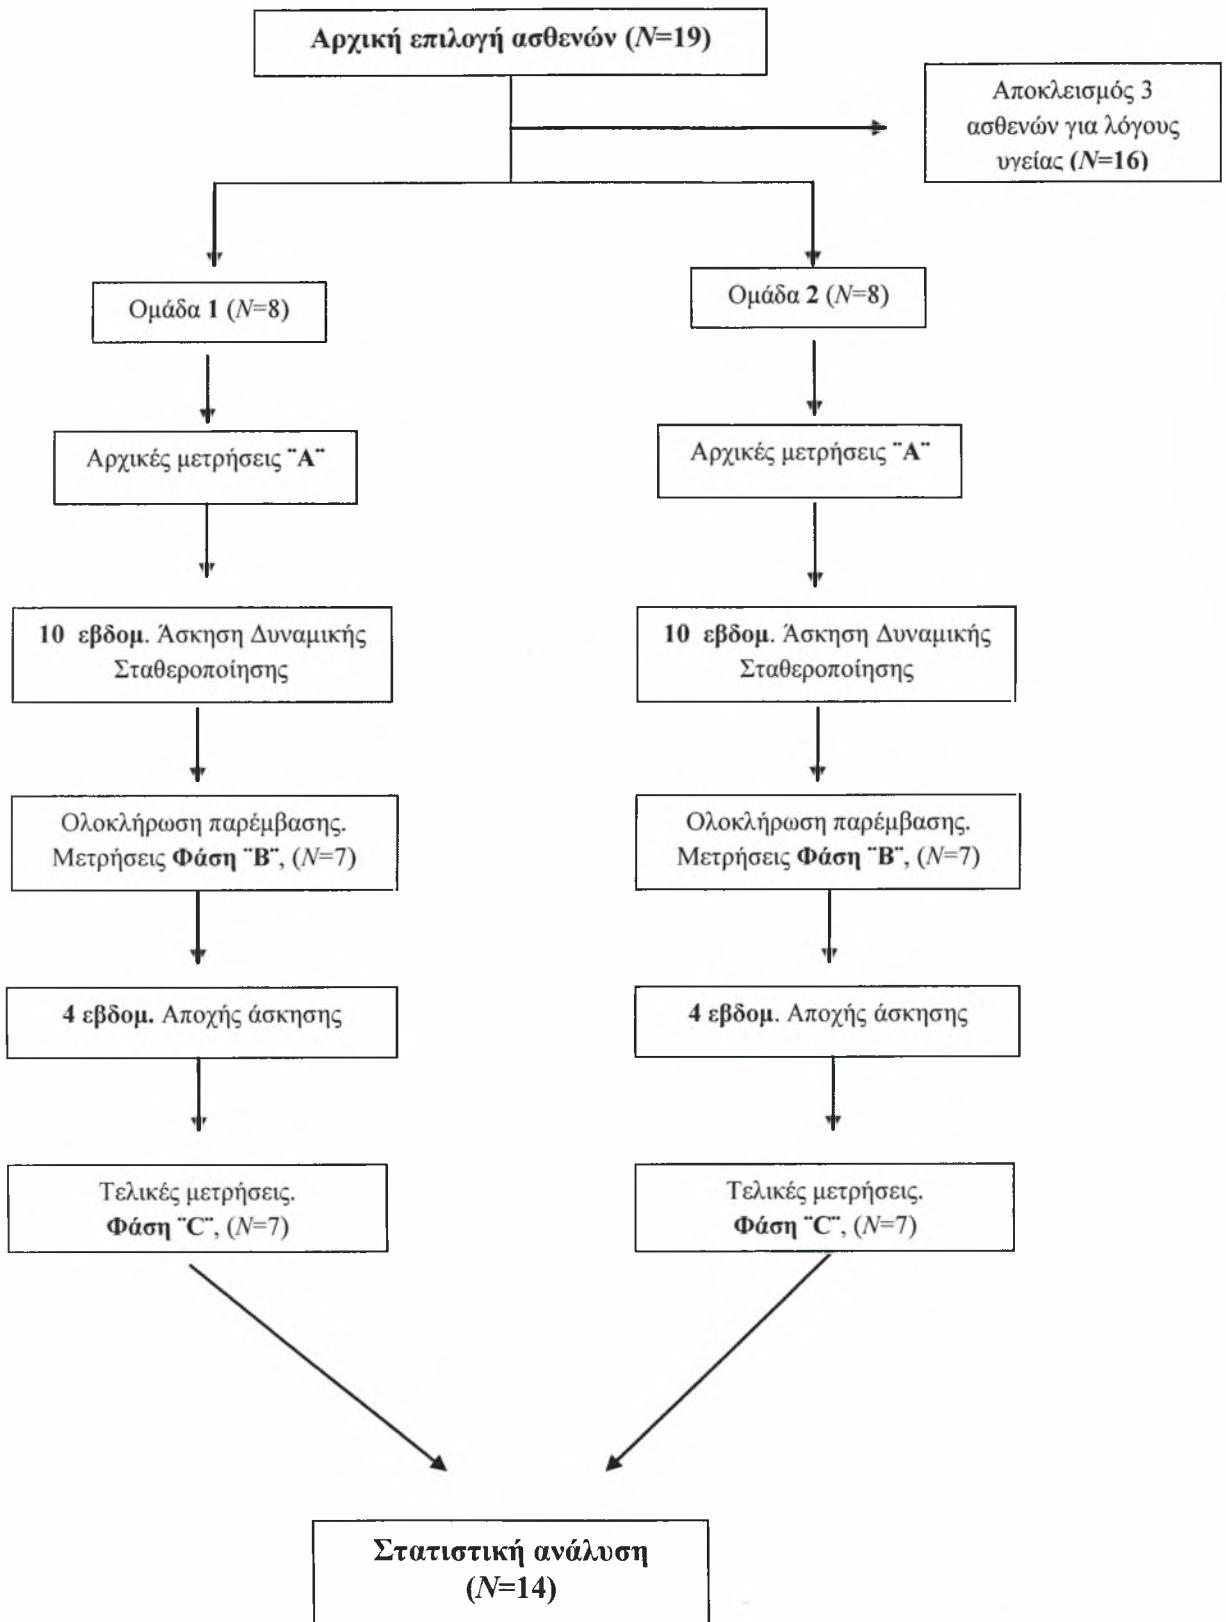 Αρχική επιλογή ασθενών (N=19)
Αποκλεισμός 3
ασθενών για λόγους
υγείας (N=16)
Ομάδα 1 (N=8)
Ομάδα 2 (N=8)
Αρχικές μετρήσεις ¨Α¨
Αρχικές μετρήσεις ¨Α¨
10 εβδομ. Άσκηση Δυναμικής
Σταθεροποίησης
10 εβδομ. Άσκηση Δυναμικής
Σταθεροποίησης
Ολοκλήρωση παρέμβασης.
Μετρήσεις Φάση ¨Β¨, (N=7)
Ολοκλήρωση παρέμβασης.
Μετρήσεις Φάση ¨Β¨, (N=7)
4 εβδομ. Αποχής άσκησης
4 εβδομ. Αποχής άσκησης
Τελικές μετρήσεις.
Φάση ¨C¨, (N=7)
Τελικές μετρήσεις.
Φάση ¨C¨, (N=7)
Στατιστική ανάλυση
(N=14)